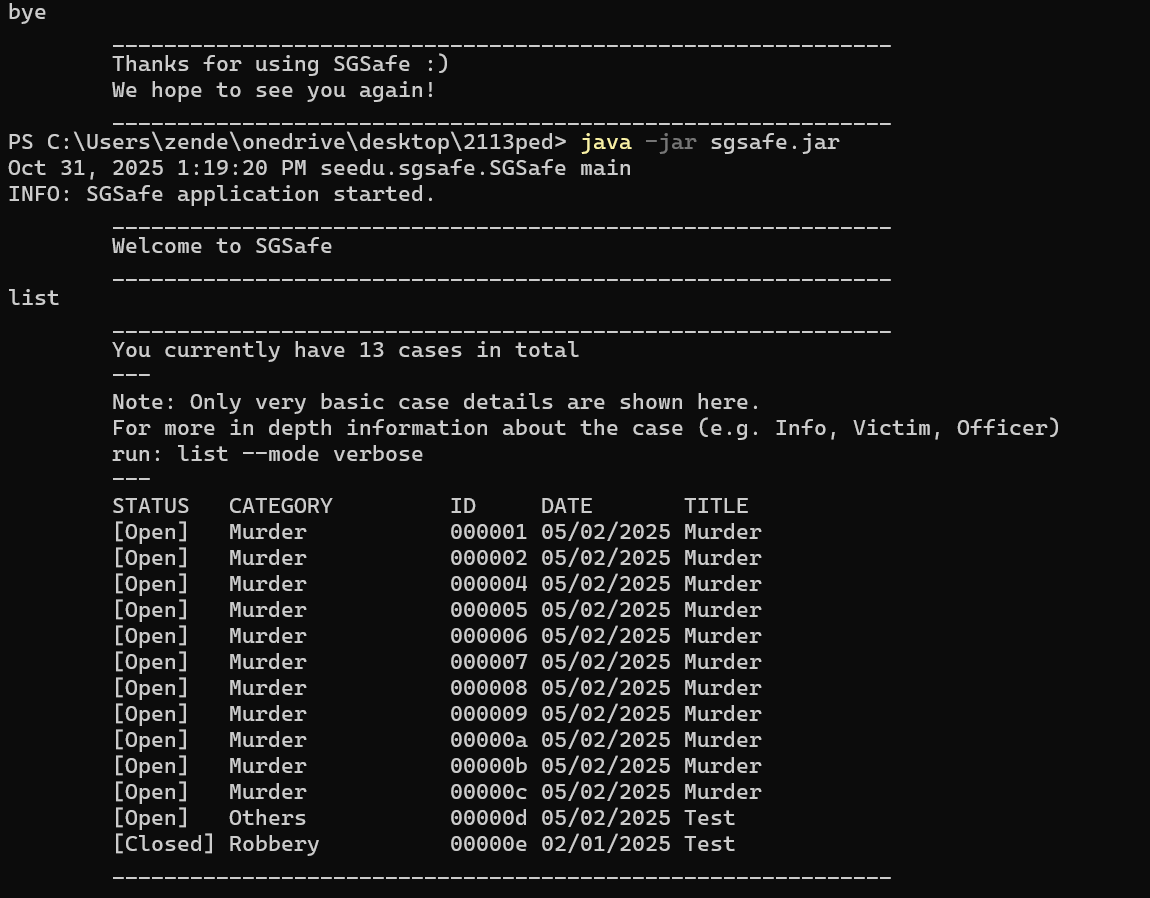 bye
____________________________________________________________
Thanks for using SGSafe :)
We hope to see you again!
____________________________________________________________
PS C:\Users\zende\onedrive\desktop\2113ped> java -jar sgsafe.jar
Oct 31, 2025 1:19:20 PM seedu.sgsafe.SGSafe main
INFO: SGSafe application started.
____________________________________________________________
Welcome to SGSafe
____________________________________________________________
list
____________________________________________________________
You currently have 13 cases in total
---
Note: Only very basic case details are shown here.
For more in depth information about the case (e.g. Info, Victim, Officer)
run: list --mode verbose
---
STATUS   CATEGORY         ID     DATE       TITLE
[Open]   Murder           000001 05/02/2025 Murder
[Open]   Murder           000002 05/02/2025 Murder
[Open]   Murder           000004 05/02/2025 Murder
[Open]   Murder           000005 05/02/2025 Murder
[Open]   Murder           000006 05/02/2025 Murder
[Open]   Murder           000007 05/02/2025 Murder
[Open]   Murder           000008 05/02/2025 Murder
[Open]   Murder           000009 05/02/2025 Murder
[Open]   Murder           00000a 05/02/2025 Murder
[Open]   Murder           00000b 05/02/2025 Murder
[Open]   Murder           00000c 05/02/2025 Murder
[Open]   Others           00000d 05/02/2025 Test
[Closed] Robbery          00000e 02/01/2025 Test
____________________________________________________________